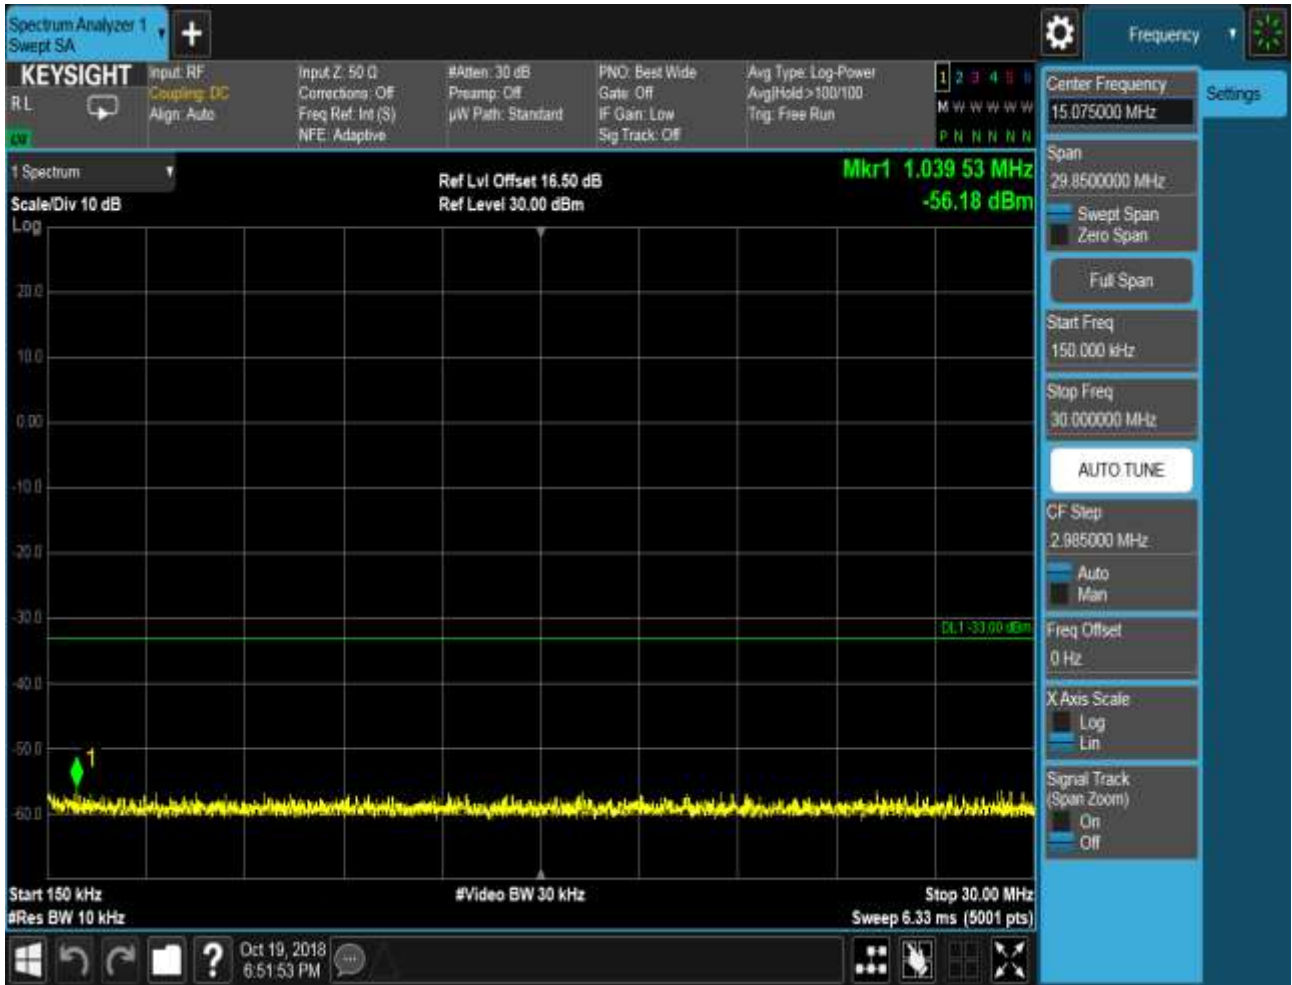 Spectrum Analyzer 1
Swept SA
Frequency
KEYSIGHT
RL
Input: RF
Coupling: DC
Align: Auto
Input Z: 50 Ω
Corrections: Off
Freq Ref: Int (S)
NFE: Adaptive
#Atten: 30 dB
Preamp: Off
µW Path: Standard
PNO: Best Wide
Gate: Off
IF Gain: Low
Sig Track: Off
Avg Type: Log-Power
Avg|Hold:>100/100
Trig: Free Run
1 2 3 4 5 6
M W W W W W
P N N N N N
1 Spectrum
Scale/Div 10 dB
Log
Ref Lvl Offset 16.50 dB
Ref Level 30.00 dBm
Mkr1 1.039 53 MHz
-56.18 dBm
20.0
10.0
0.00
-10.0
-20.0
-30.0
DL1 -33.00 dBm
-40.0
-50.0
1
-60.0
Start 150 kHz
#Video BW 30 kHz
Stop 30.00 MHz
#Res BW 10 kHz
Sweep 6.33 ms (5001 pts)
Oct 19, 2018
6:51:53 PM
Center Frequency
15.075000 MHz
Settings
Span
29.8500000 MHz
Swept Span
Zero Span
Full Span
Start Freq
150.000 kHz
Stop Freq
30.000000 MHz
AUTO TUNE
CF Step
2.985000 MHz
Auto
Man
Freq Offset
0 Hz
X Axis Scale
Log
Lin
Signal Track
(Span Zoom)
On
Off